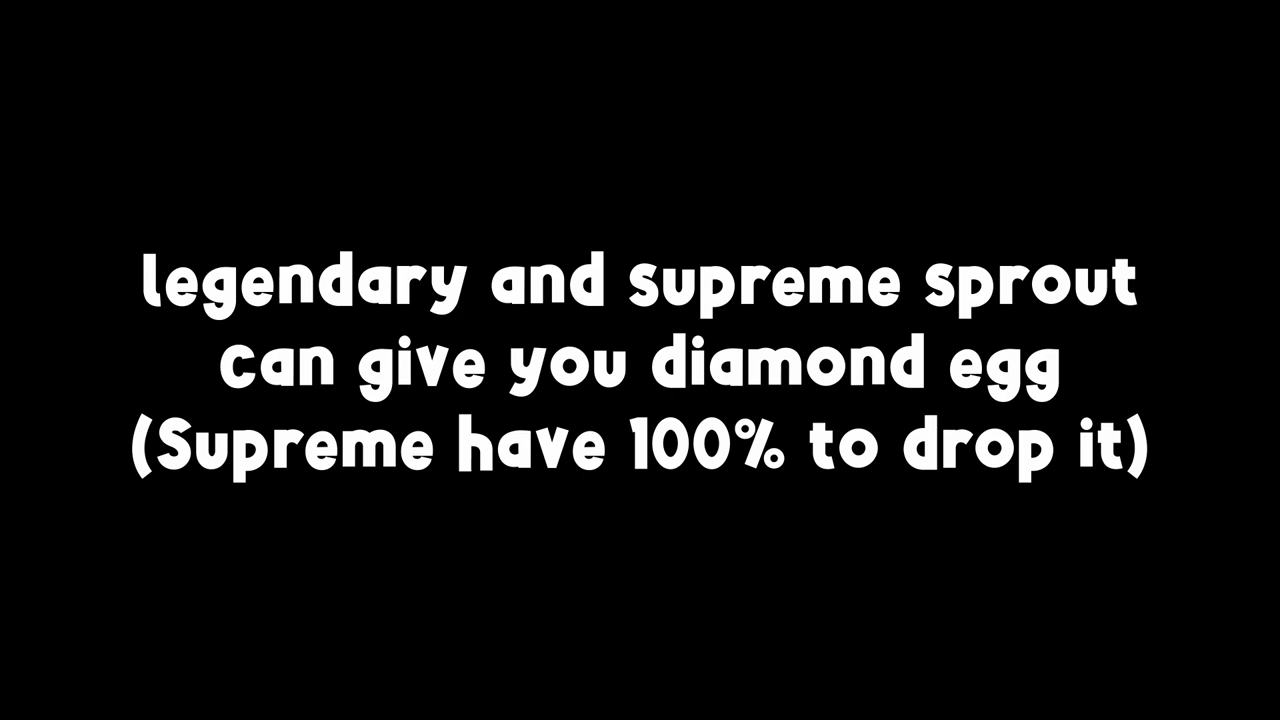 legendary and supreme sprout
can give you diamond egg
(Supreme have 100% to drop it)